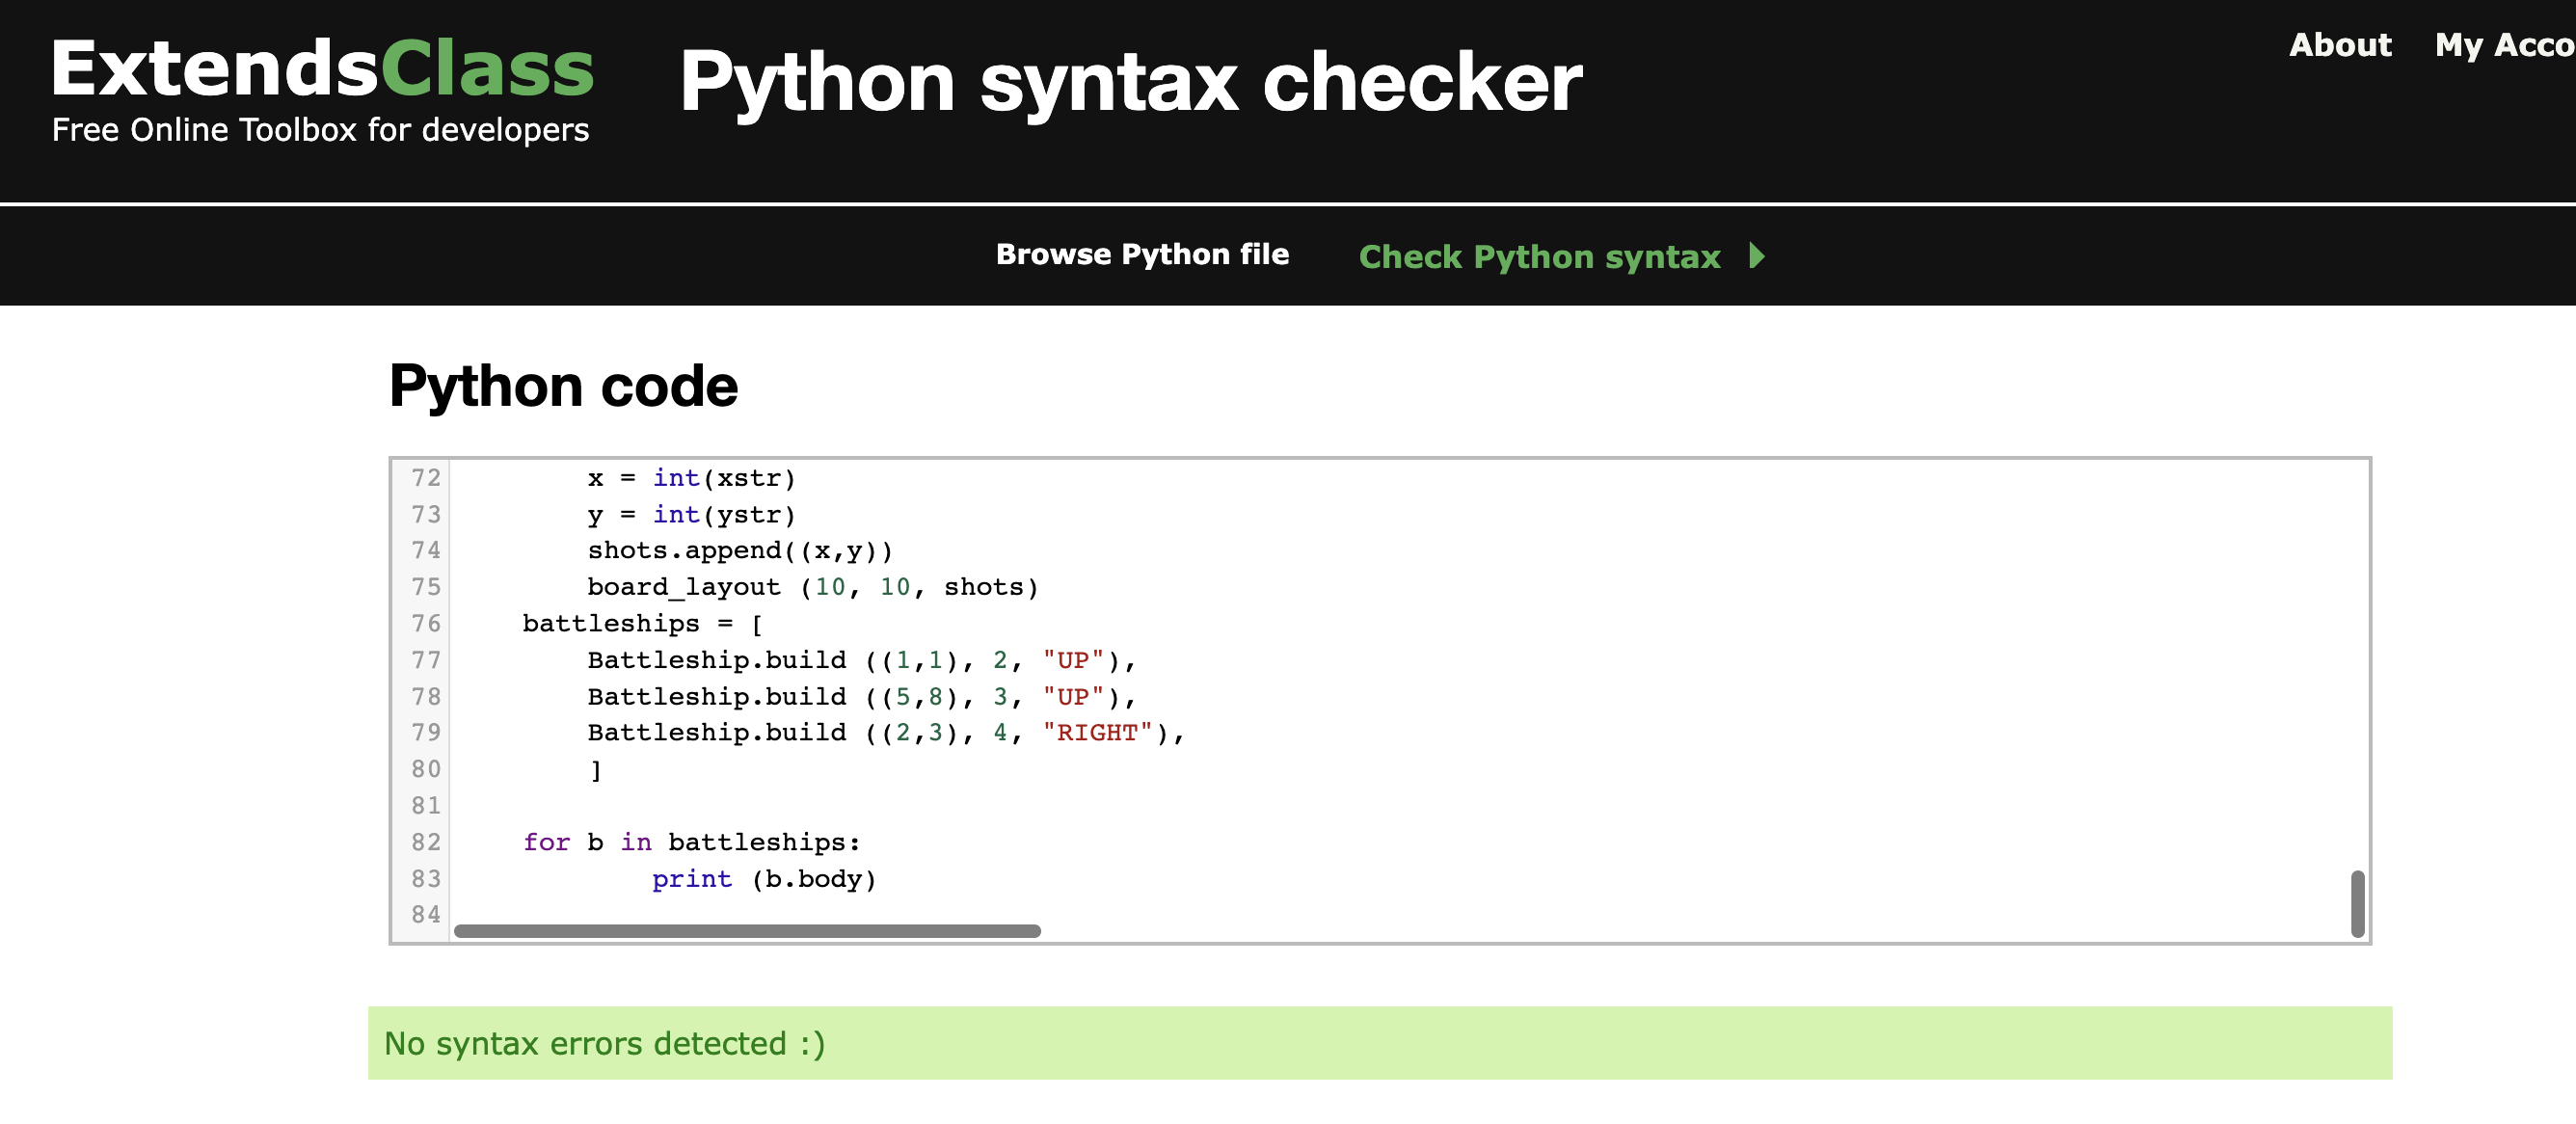 ExtendsClass
Free Online Toolbox for developers
Python syntax checker
About My Acco
Browse Python file Check Python syntax
Python code
72 x = int(xstr)
73 y = int(ystr)
74 shots.append((x,y))
75 board_layout (10, 10, shots)
76 battleships = [
77 Battleship.build ((1,1), 2, "UP"),
78 Battleship.build ((5,8), 3, "UP"),
79 Battleship.build ((2,3), 4, "RIGHT"),
80 ]
81
82 for b in battleships:
83 print (b.body)
84
No syntax errors detected :)